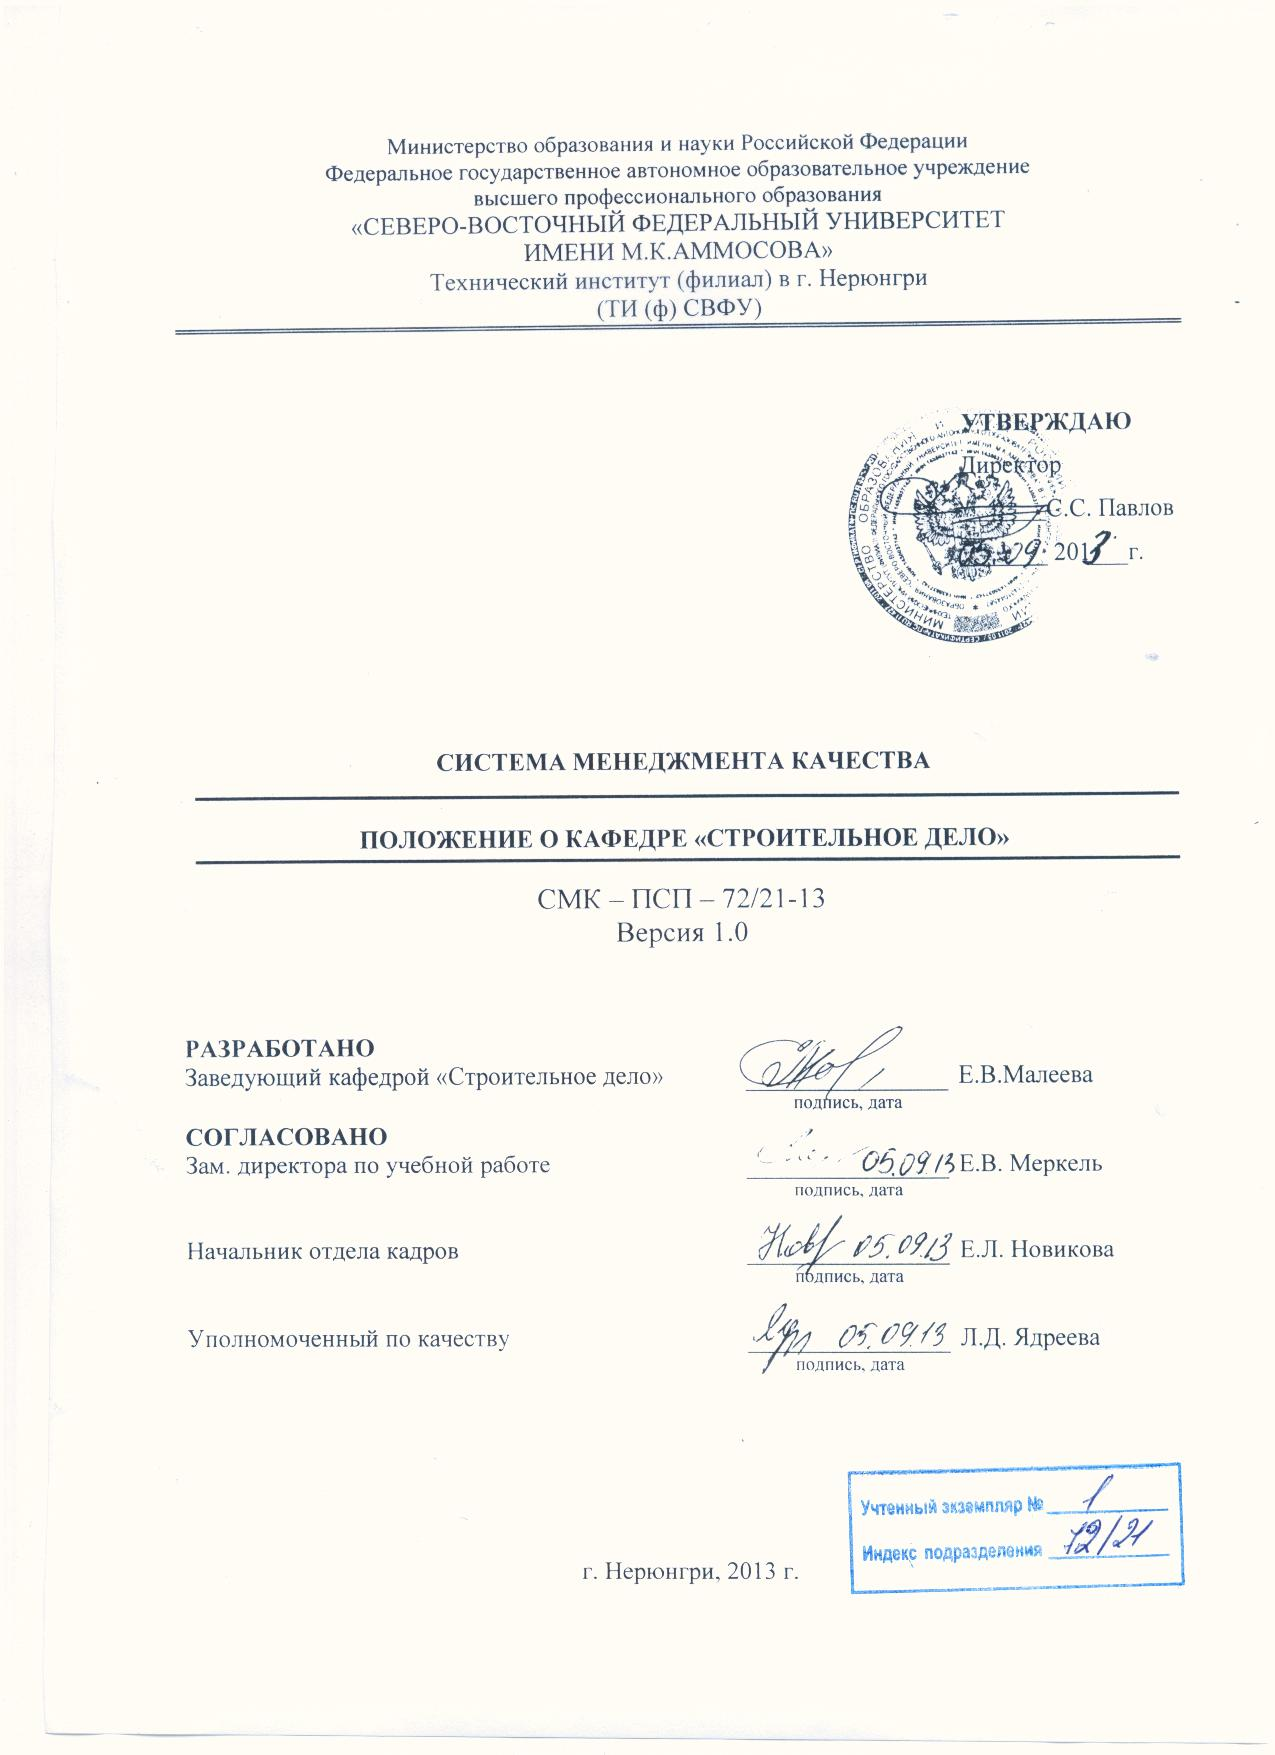 Министерство образования и науки Российской Федерации
Федеральное государственное автономное образовательное учреждение
высшего профессионального образования
«СЕВЕРО-ВОСТОЧНЫЙ ФЕДЕРАЛЬНЫЙ УНИВЕРСИТЕТ
ИМЕНИ М.К.АММОСОВА»
Технический институт (филиал) в г. Нерюнгри
(ТИ (ф) СВФУ)
УТВЕРЖДАЮ
Директор
С.С. Павлов
05. 09. 2013 г.
СИСТЕМА МЕНЕДЖМЕНТА КАЧЕСТВА
ПОЛОЖЕНИЕ О КАФЕДРЕ «СТРОИТЕЛЬНОЕ ДЕЛО»
СМК – ПСП – 72/21-13
Версия 1.0
РАЗРАБОТАНО
Заведующий кафедрой «Строительное дело» Е.В.Малеева
подпись, дата
СОГЛАСОВАНО
Зам. директора по учебной работе 05.09.13 Е.В. Меркель
подпись, дата
Начальник отдела кадров 05.09.13 Е.Л. Новикова
подпись, дата
Уполномоченный по качеству 05.09.13 Л.Д. Ядреева
подпись, дата
Учтенный экземпляр № 1
Индекс подразделения 72/21
г. Нерюнгри, 2013 г.